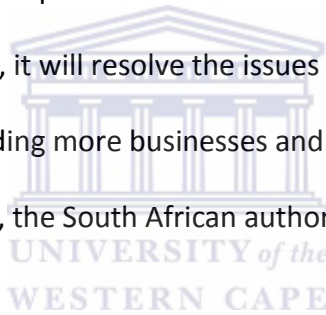 , it will resolve the issues
ding more businesses and
, the South African author
UNIVERSITY of the
WESTERN CAPE